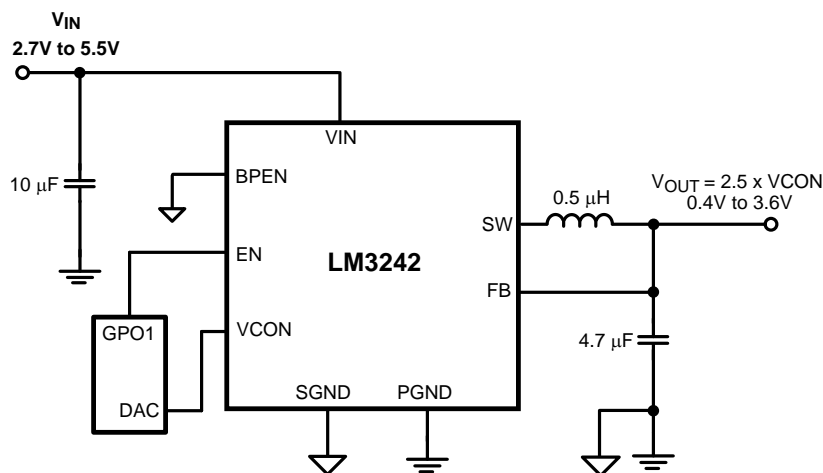 VIN
2.7V to 5.5V
VIN
10 μF
BPEN
0.5 μH
VOUT = 2.5 x VCON
0.4V to 3.6V
SW
EN
LM3242
FB
GPO1
VCON
4.7 μF
DAC
SGND
PGND